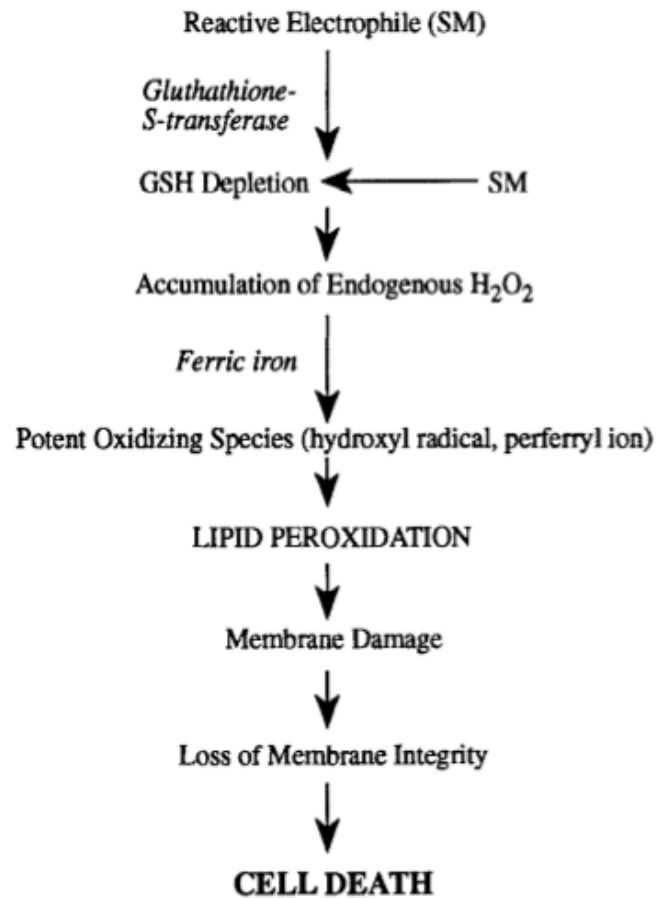 Reactive Electrophile (SM)
Gluthathione-
S-transferase
GSH Depletion
SM
Accumulation of Endogenous H₂O₂
Ferric iron
Potent Oxidizing Species (hydroxyl radical, perferryl ion)
LIPID PEROXIDATION
Membrane Damage
Loss of Membrane Integrity
CELL DEATH